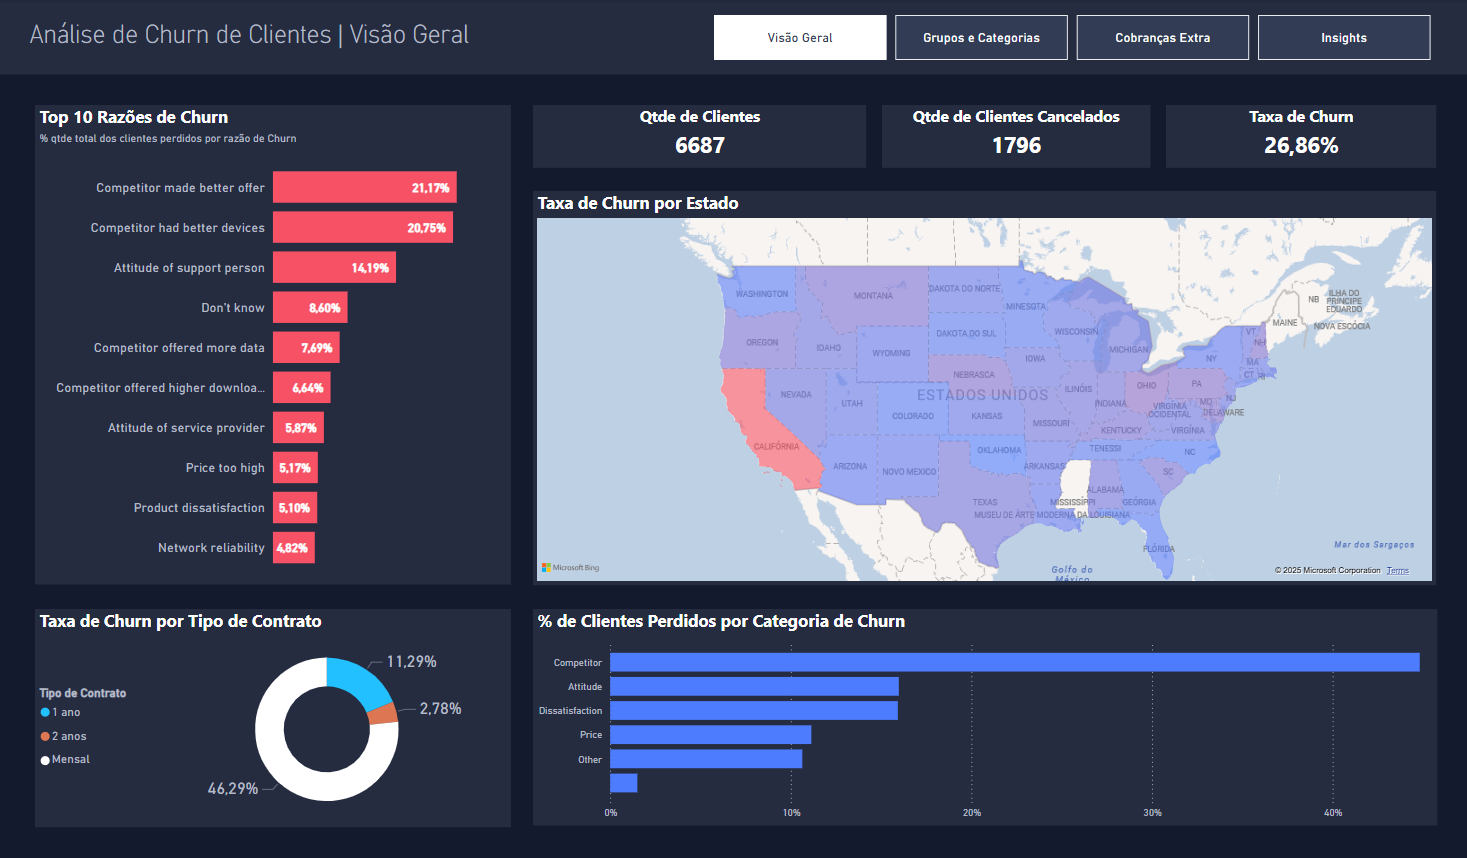 Análise de Churn de Clientes | Visão Geral
Visão Geral
Grupos e Categorias
Cobranças Extra
Insights
Top 10 Razões de Churn
% qtde total dos clientes perdidos por razão de Churn
Competitor made better offer 21,17%
Competitor had better devices 20,75%
Attitude of support person 14,19%
Don't know 8,60%
Competitor offered more data 7,69%
Competitor offered higher downloa... 6,64%
Attitude of service provider 5,87%
Price too high 5,17%
Product dissatisfaction 5,10%
Network reliability 4,82%
Qtde de Clientes
6687
Qtde de Clientes Cancelados
1796
Taxa de Churn
26,86%
Taxa de Churn por Estado
WASHINGTON
MONTANA
DAKOTA DO NORTE
MINESOTA
NB
ILHA DO
PRÍNCIPE
EDUARDO
MAINE
NOVA ESCÓCIA
OREGON
IDAHO
DAKOTA DO SUL
WISCONSIN
MICHIGAN
VT
NH
WYOMING
IOWA
NY
MA
CT
RI
NEBRASCA
NEVADA
UTAH
ESTADOS UNIDOS
ILLINÓIS
INDIANA
OHIO
PA
NJ
MD
DELAWARE
COLORADO
KANSAS
MISSOURI
VIRGÍNIA
OCIDENTAL
KENTUCKY
VIRGÍNIA
CALIFÓRNIA
ARIZONA
NOVO MEXICO
OKLAHOMA
ARKANSAS
TENESSI
NC
SC
TEXAS
MISSISSÍPPI
ALABAMA
GEÓRGIA
MUSEU DE ARTE MODERNA DA LOUISIANA
FLÓRIDA
Golfo do
México
Mar dos Sargaços
Microsoft Bing
© 2025 Microsoft Corporation Terms
Taxa de Churn por Tipo de Contrato
Tipo de Contrato
1 ano
2 anos
Mensal
11,29%
2,78%
46,29%
% de Clientes Perdidos por Categoria de Churn
Competitor
Attitude
Dissatisfaction
Price
Other
0% 10% 20% 30% 40%